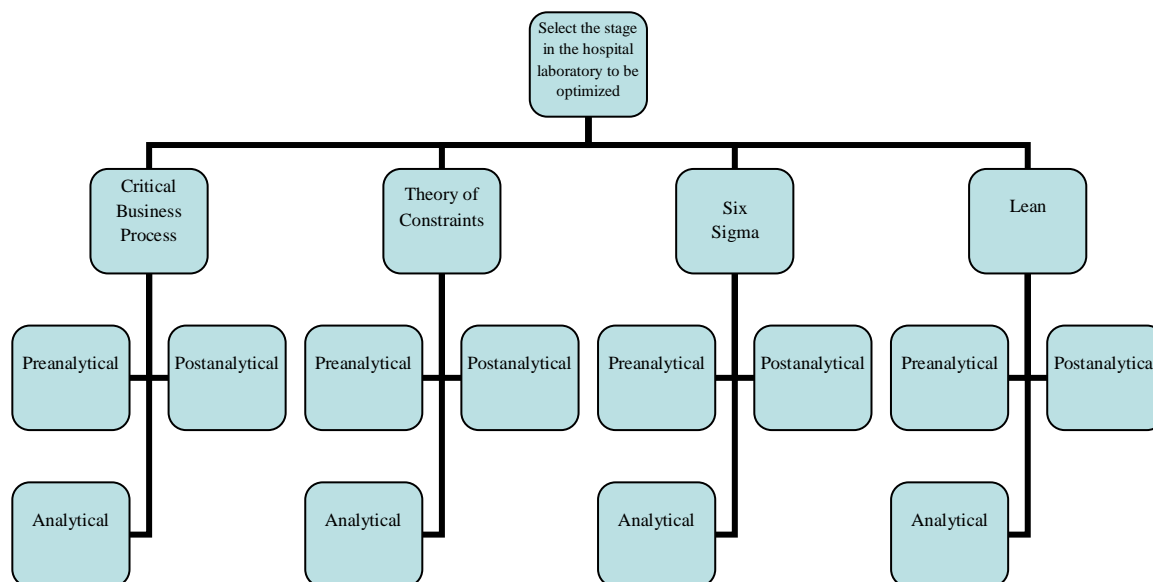 Select the stage
in the hospital
laboratory to be
optimized
Critical
Business
Process
Theory of
Constraints
Six
Sigma
Lean
Preanalytical
Postanalytical
Preanalytical
Postanalytical
Preanalytical
Postanalytical
Preanalytical
Postanalytical
Analytical
Analytical
Analytical
Analytical